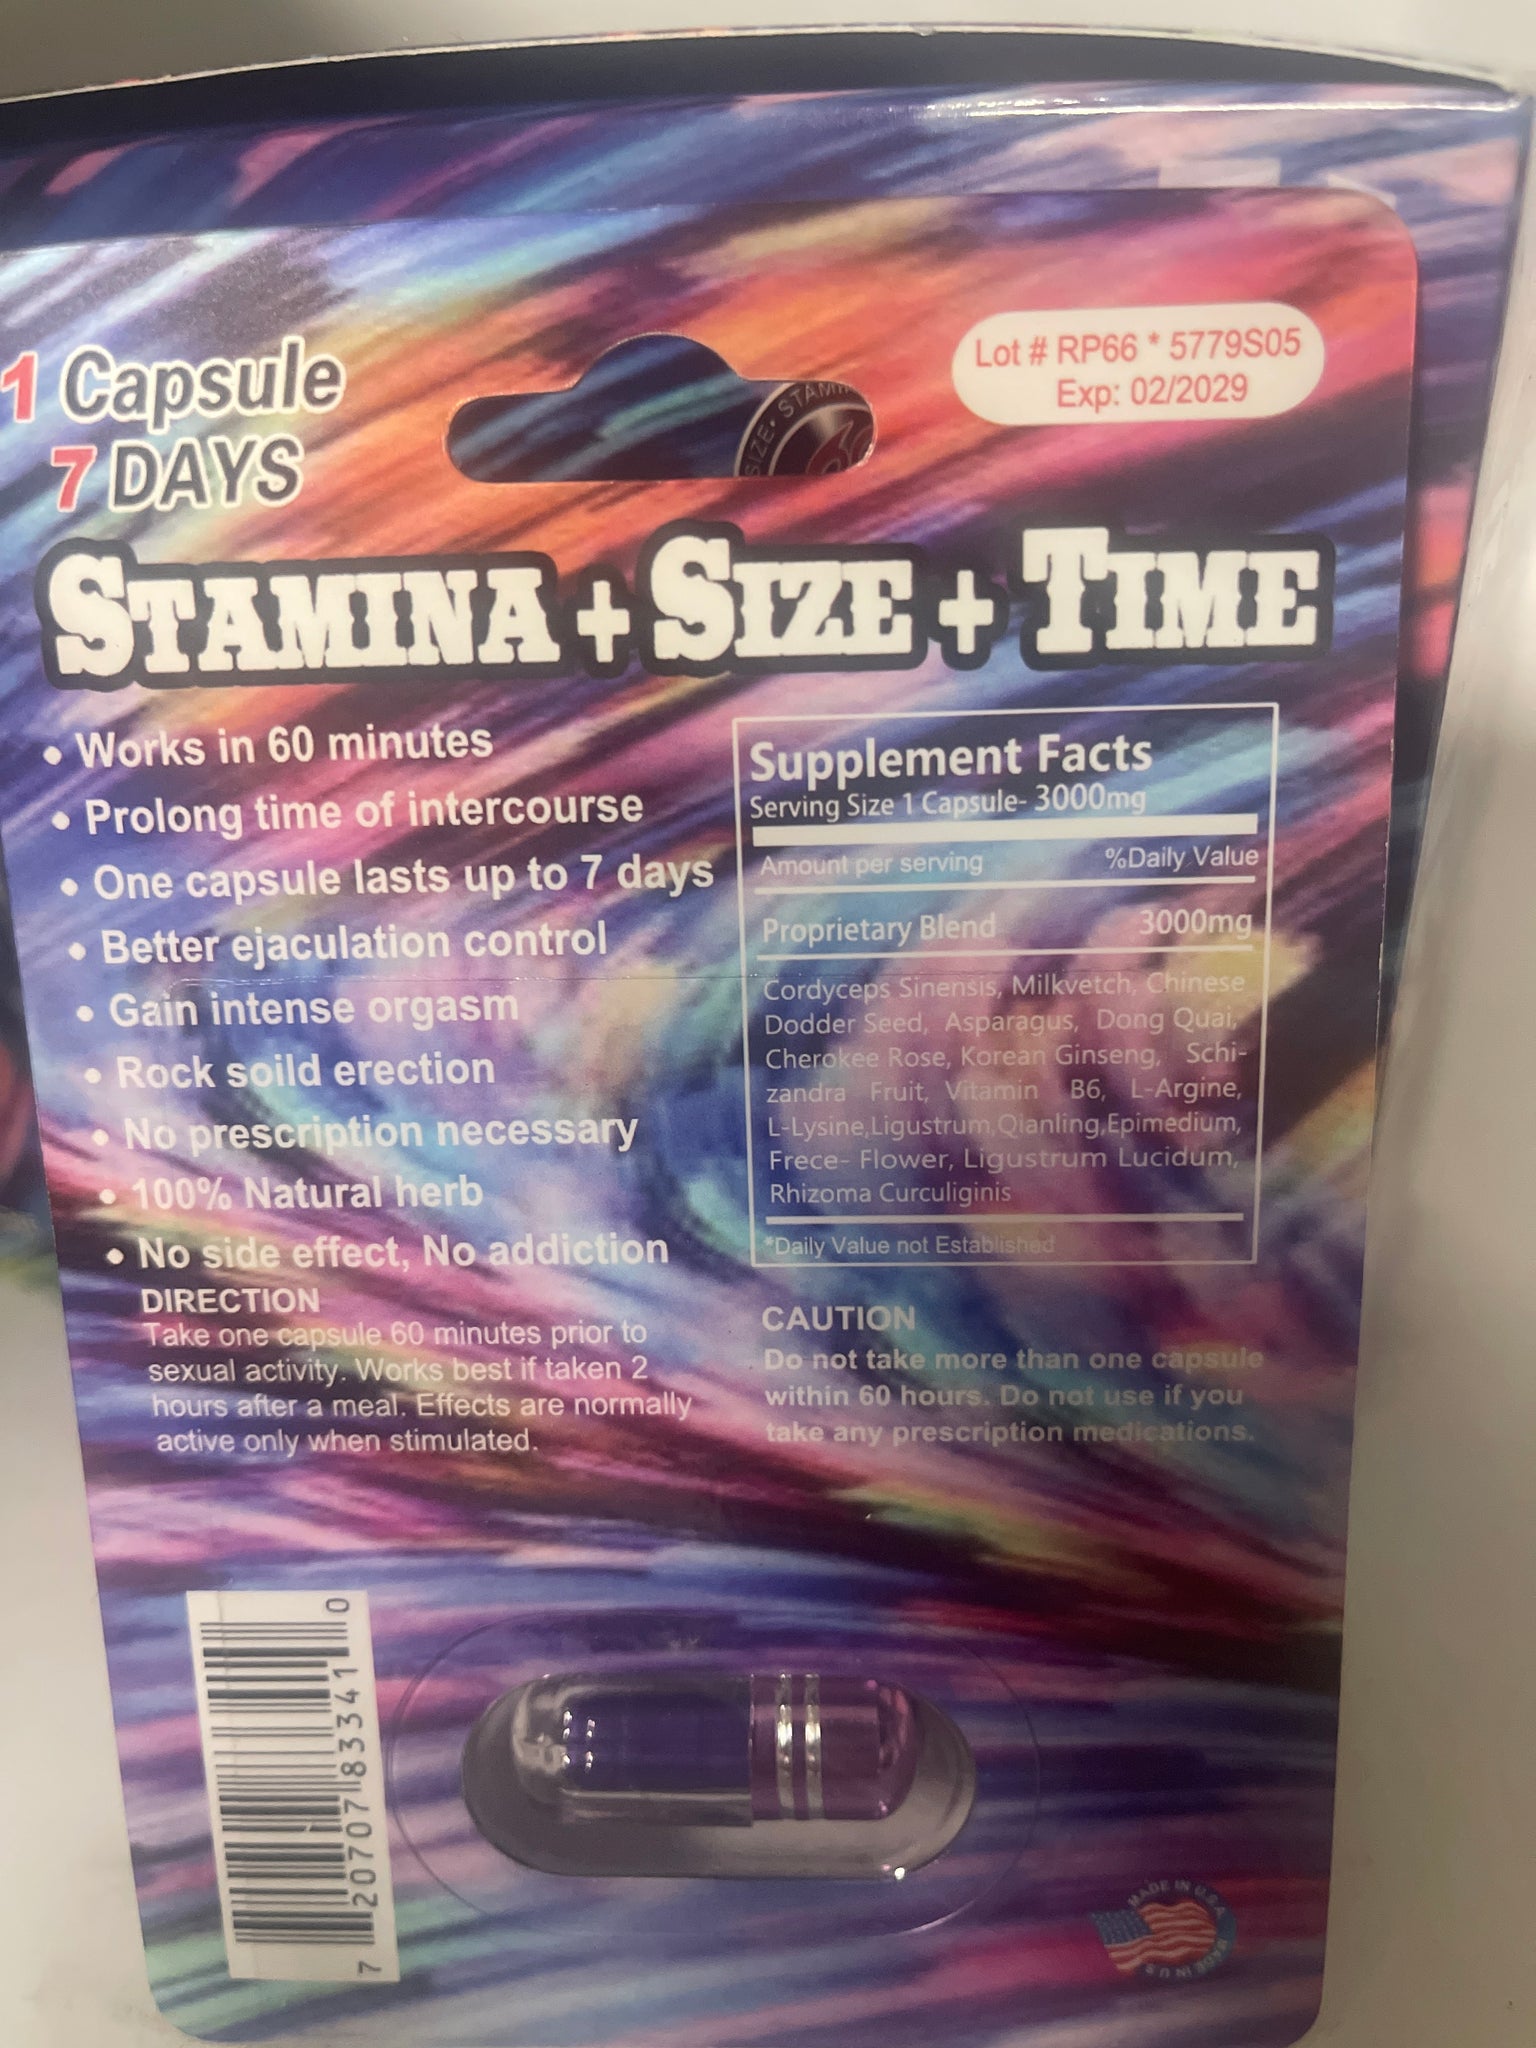 1 Capsule
7 DAYS
SIZE • STAMI
Lot # RP66 * 5779S05
Exp: 02/2029
STAMINA + SIZE + TIME
• Works in 60 minutes
• Prolong time of intercourse
• One capsule lasts up to 7 days
• Better ejaculation control
• Gain intense orgasm
• Rock soild erection
• No prescription necessary
• 100% Natural herb
• No side effect, No addiction
DIRECTION
Take one capsule 60 minutes prior to
sexual activity. Works best if taken 2
hours after a meal. Effects are normally
active only when stimulated.
Supplement Facts
Serving Size 1 Capsule- 3000mg
Amount per serving %Daily Value
Proprietary Blend 3000mg
Cordyceps Sinensis, Milkvetch, Chinese
Dodder Seed, Asparagus, Dong Quai,
Cherokee Rose, Korean Ginseng, Schi-
zandra Fruit, Vitamin B6, L-Argine,
L-Lysine,Ligustrum,Qianling,Epimedium,
Frece- Flower, Ligustrum Lucidum,
Rhizoma Curculiginis
*Daily Value not Established
CAUTION
Do not take more than one capsule
within 60 hours. Do not use if you
take any prescription medications.
7 20707 83341 0
MADE IN U.S.A. MADE IN U.S